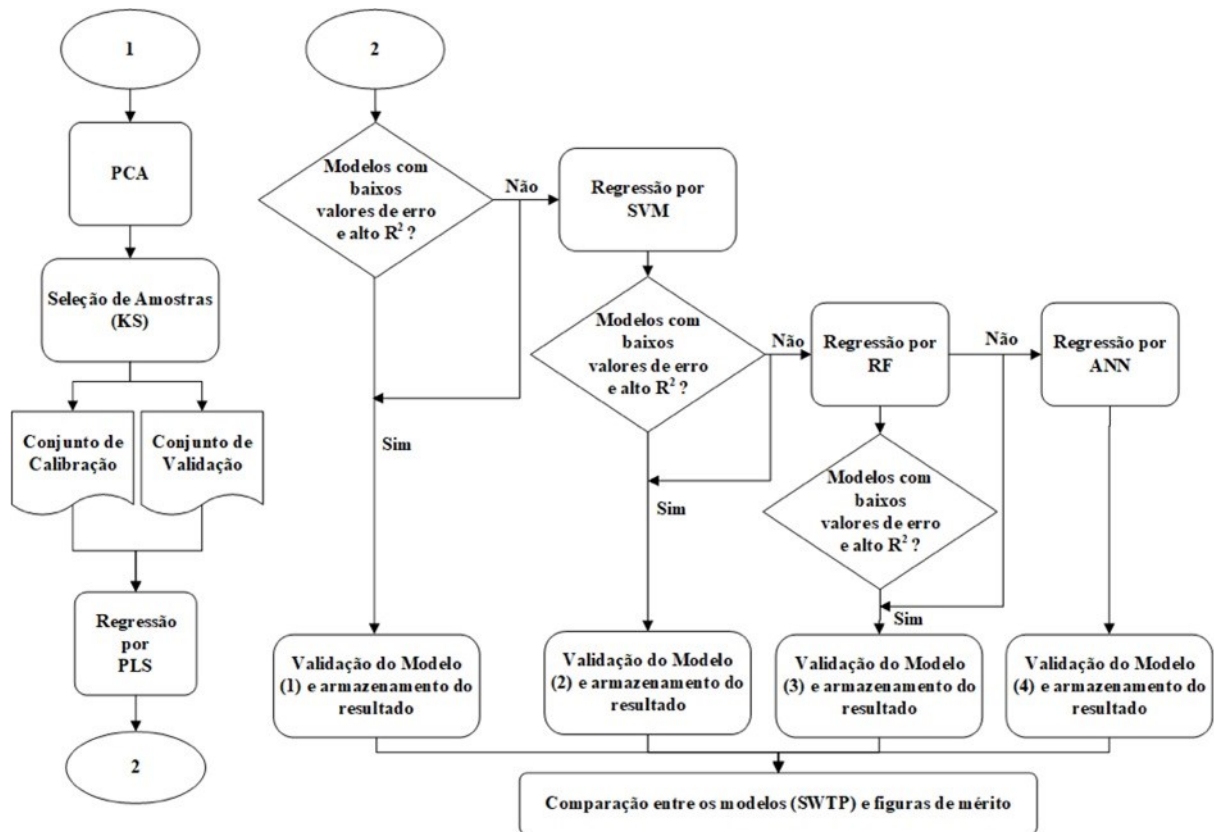 1
PCA
Seleção de Amostras
(KS)
Conjunto de
Calibração
Conjunto de
Validação
Regressão
por
PLS
2
2
Modelos com
baixos
valores de erro
e alto R² ?
Não
Sim
Regressão por
SVM
Modelos com
baixos
valores de erro
e alto R² ?
Não
Sim
Regressão por
RF
Não
Modelos com
baixos
valores de erro
e alto R² ?
Sim
Regressão por
ANN
Validação do Modelo
(1) e armazenamento do
resultado
Validação do Modelo
(2) e armazenamento do
resultado
Validação do Modelo
(3) e armazenamento do
resultado
Validação do Modelo
(4) e armazenamento do
resultado
Comparação entre os modelos (SWTP) e figuras de mérito